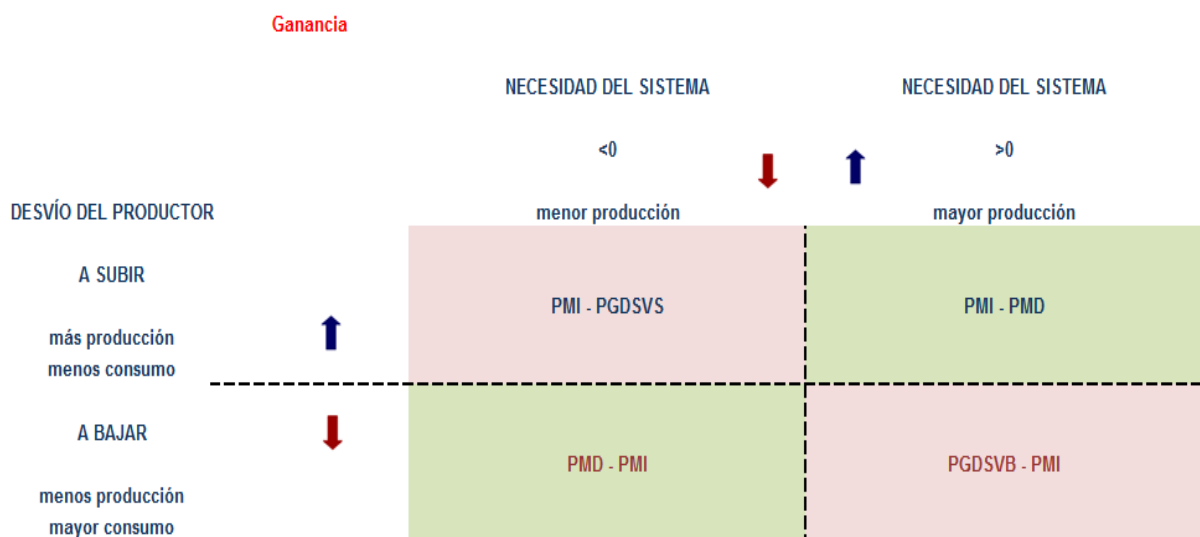 Ganancia
NECESIDAD DEL SISTEMA
NECESIDAD DEL SISTEMA
<0
>0
DESVÍO DEL PRODUCTOR
menor producción
mayor producción
A SUBIR
más producción
menos consumo
PMI - PGDSVS
PMI - PMD
A BAJAR
menos producción
mayor consumo
PMD - PMI
PGDSVB - PMI